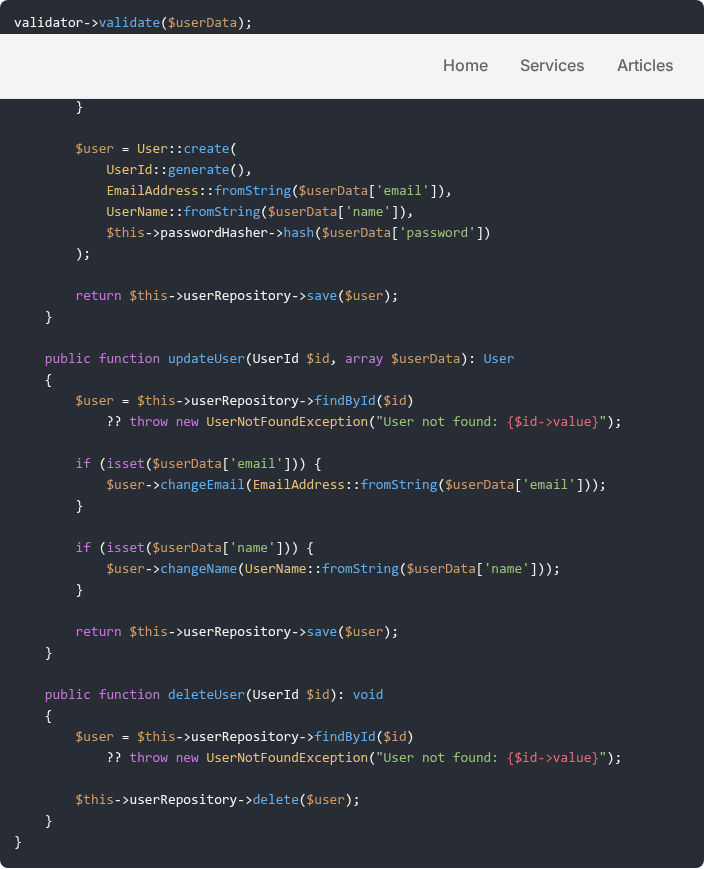 validator->validate($userData);
Home Services Articles
        }

        $user = User::create(
            UserId::generate(),
            EmailAddress::fromString($userData['email']),
            UserName::fromString($userData['name']),
            $this->passwordHasher->hash($userData['password'])
        );

        return $this->userRepository->save($user);
    }

    public function updateUser(UserId $id, array $userData): User
    {
        $user = $this->userRepository->findById($id)
            ?? throw new UserNotFoundException("User not found: {$id->value}");

        if (isset($userData['email'])) {
            $user->changeEmail(EmailAddress::fromString($userData['email']));
        }

        if (isset($userData['name'])) {
            $user->changeName(UserName::fromString($userData['name']));
        }

        return $this->userRepository->save($user);
    }

    public function deleteUser(UserId $id): void
    {
        $user = $this->userRepository->findById($id)
            ?? throw new UserNotFoundException("User not found: {$id->value}");

        $this->userRepository->delete($user);
    }
}